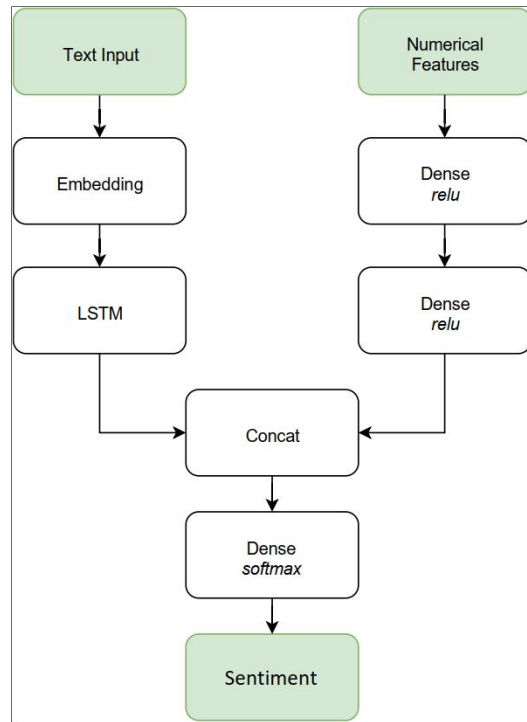 Text Input
Numerical
Features
Embedding
Dense
relu
LSTM
Dense
relu
Concat
Dense
softmax
Sentiment